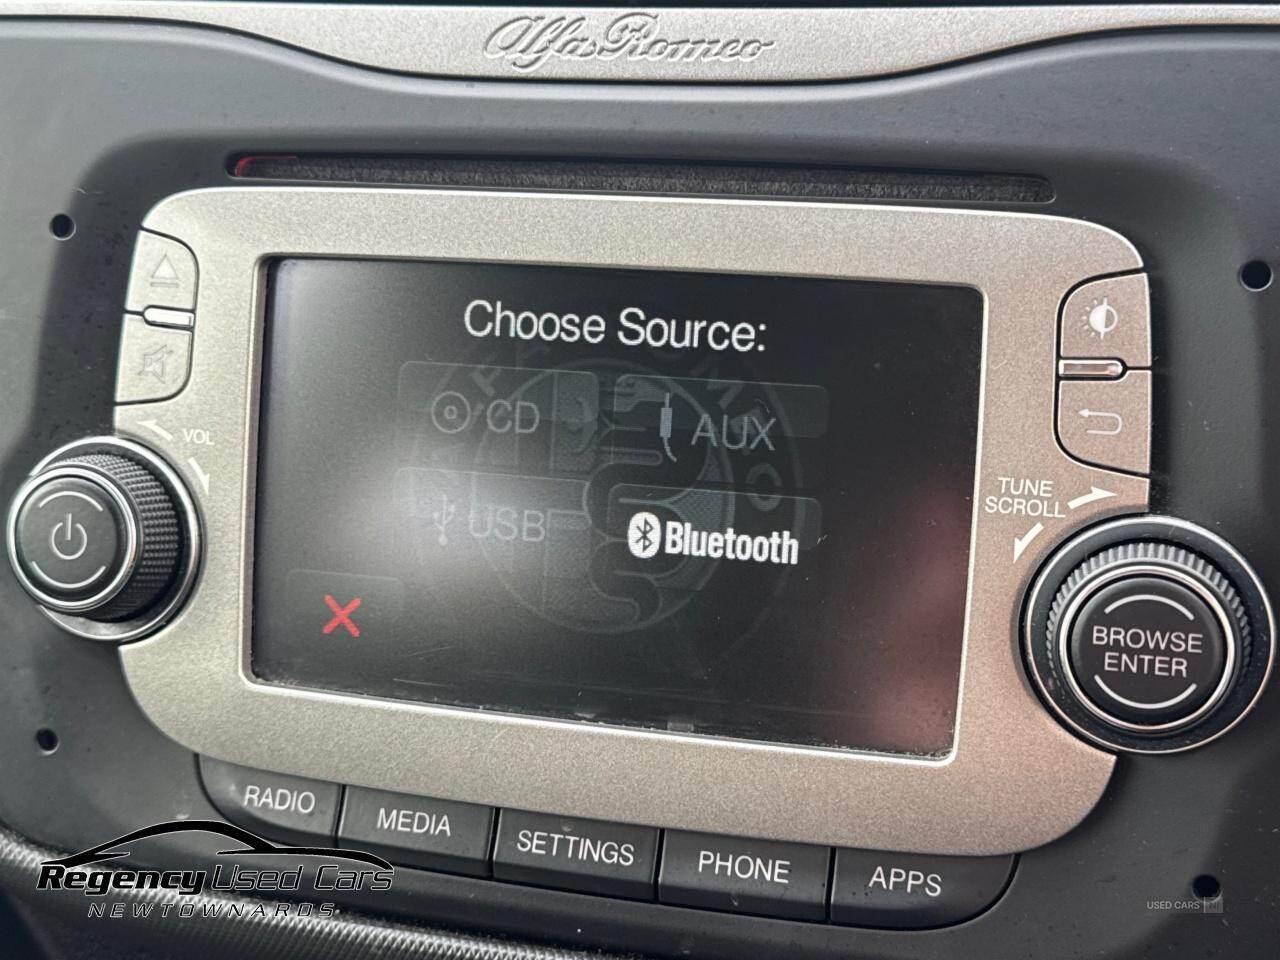 Alfa Romeo
Choose Source:
CD
AUX
USB
Bluetooth
VOL
TUNE
SCROLL
BROWSE
ENTER
RADIO
MEDIA
SETTINGS
PHONE
APPS
Regency Used Cars
NEWTOWNARDS
USED CARS NI